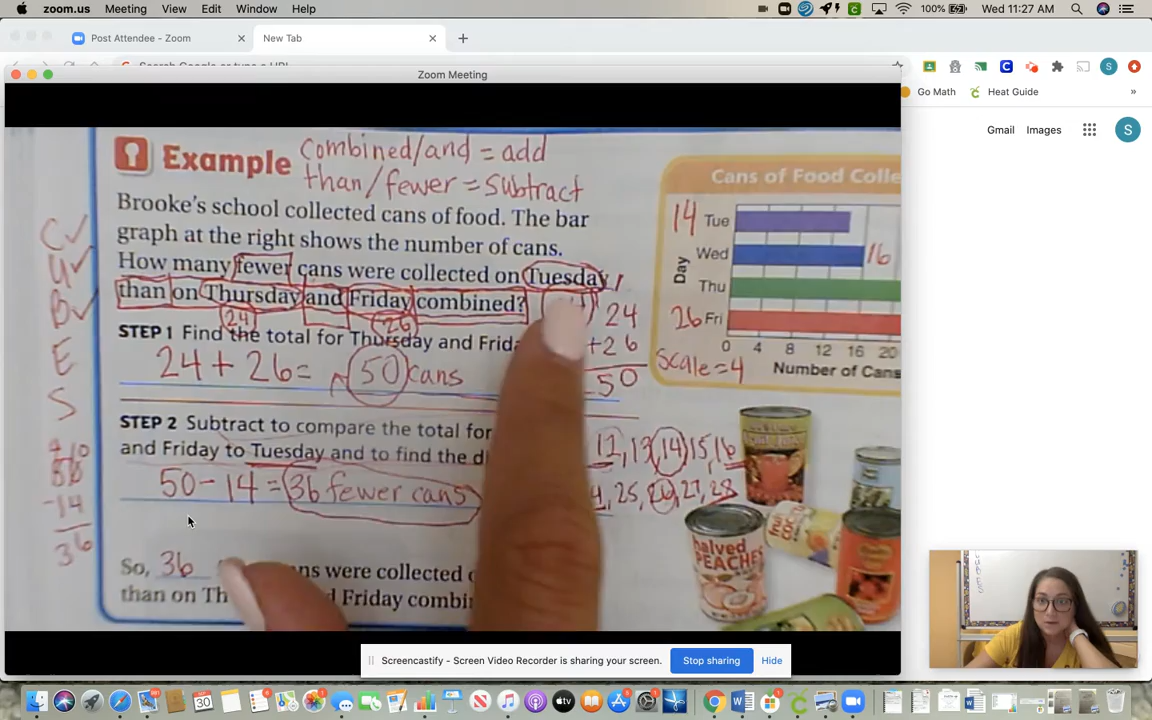 zoom.us Meeting View Edit Window Help
100% Wed 11:27 AM
Post Attendee - Zoom
New Tab
Zoom Meeting
Go Math
Heat Guide
»
Gmail Images
S
S
Example
combined/and = add
than/fewer = subtract
Brooke's school collected cans of food. The bar
graph at the right shows the number of cans.
How many fewer cans were collected on Tuesday
than on Thursday and Friday combined?
24 26
STEP 1 Find the total for Thursday and
24 + 26 = 50 cans
24
+26
50
STEP 2 Subtract to compare the total for
and Friday to Tuesday and to find the
50 - 14 = 36 fewer cans
So, 36
were collected
than on
Friday
C ✓
U ✓
B ✓
E
S
-14
36
Cans of Food
14 Tue
Wed 16
Thu
26 Fri
Day
0 4 8 12 16 20
Scale = 4
Number of Cans
12, 13, 14, 15, 16
25, 26, 27, 28
halved
PEACHES
Screencastify - Screen Video Recorder is sharing your screen.
Stop sharing
Hide
30